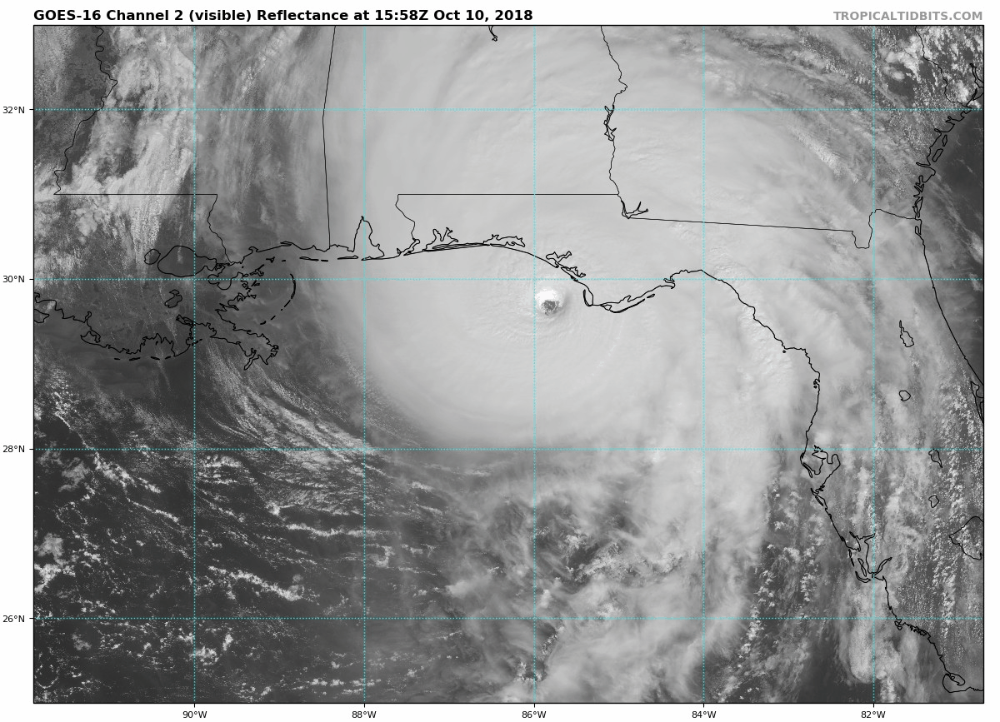 GOES-16 Channel 2 (visible) Reflectance at 15:58Z Oct 10, 2018
TROPICALTIDBITS.COM
32°N
30°N
28°N
26°N
90°W
88°W
86°W
84°W
82°W